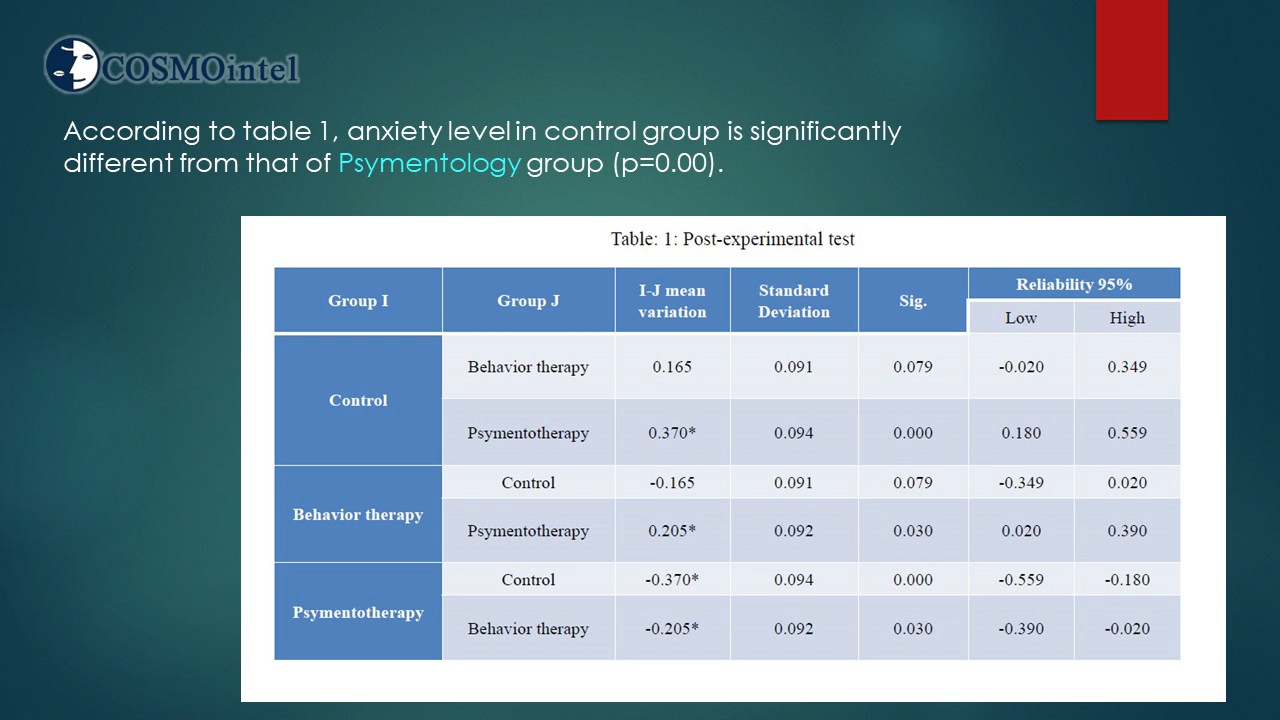 COSMOintel
According to table 1, anxiety level in control group is significantly
different from that of Psymentology group (p=0.00).
Table: 1: Post-experimental test
Group I Group J I-J mean variation Standard Deviation Sig. Reliability 95%
Low High
Control Behavior therapy 0.165 0.091 0.079 -0.020 0.349
Psymentotherapy 0.370* 0.094 0.000 0.180 0.559
Behavior therapy Control -0.165 0.091 0.079 -0.349 0.020
Psymentotherapy 0.205* 0.092 0.030 0.020 0.390
Psymentotherapy Control -0.370* 0.094 0.000 -0.559 -0.180
Behavior therapy -0.205* 0.092 0.030 -0.390 -0.020